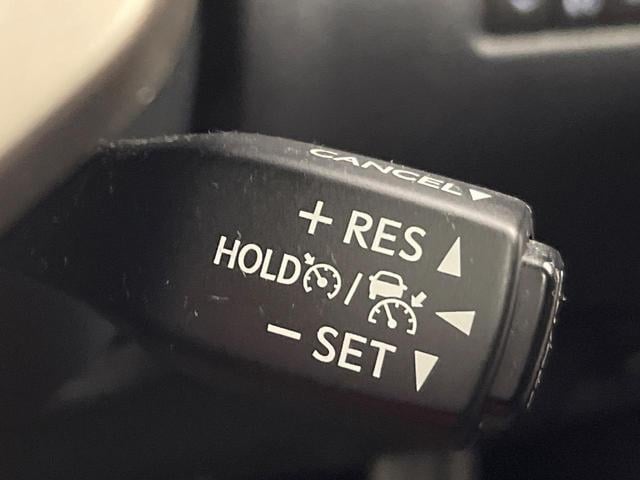 CANCEL▼
+ RES ▲
HOLD / ◀
− SET ▼